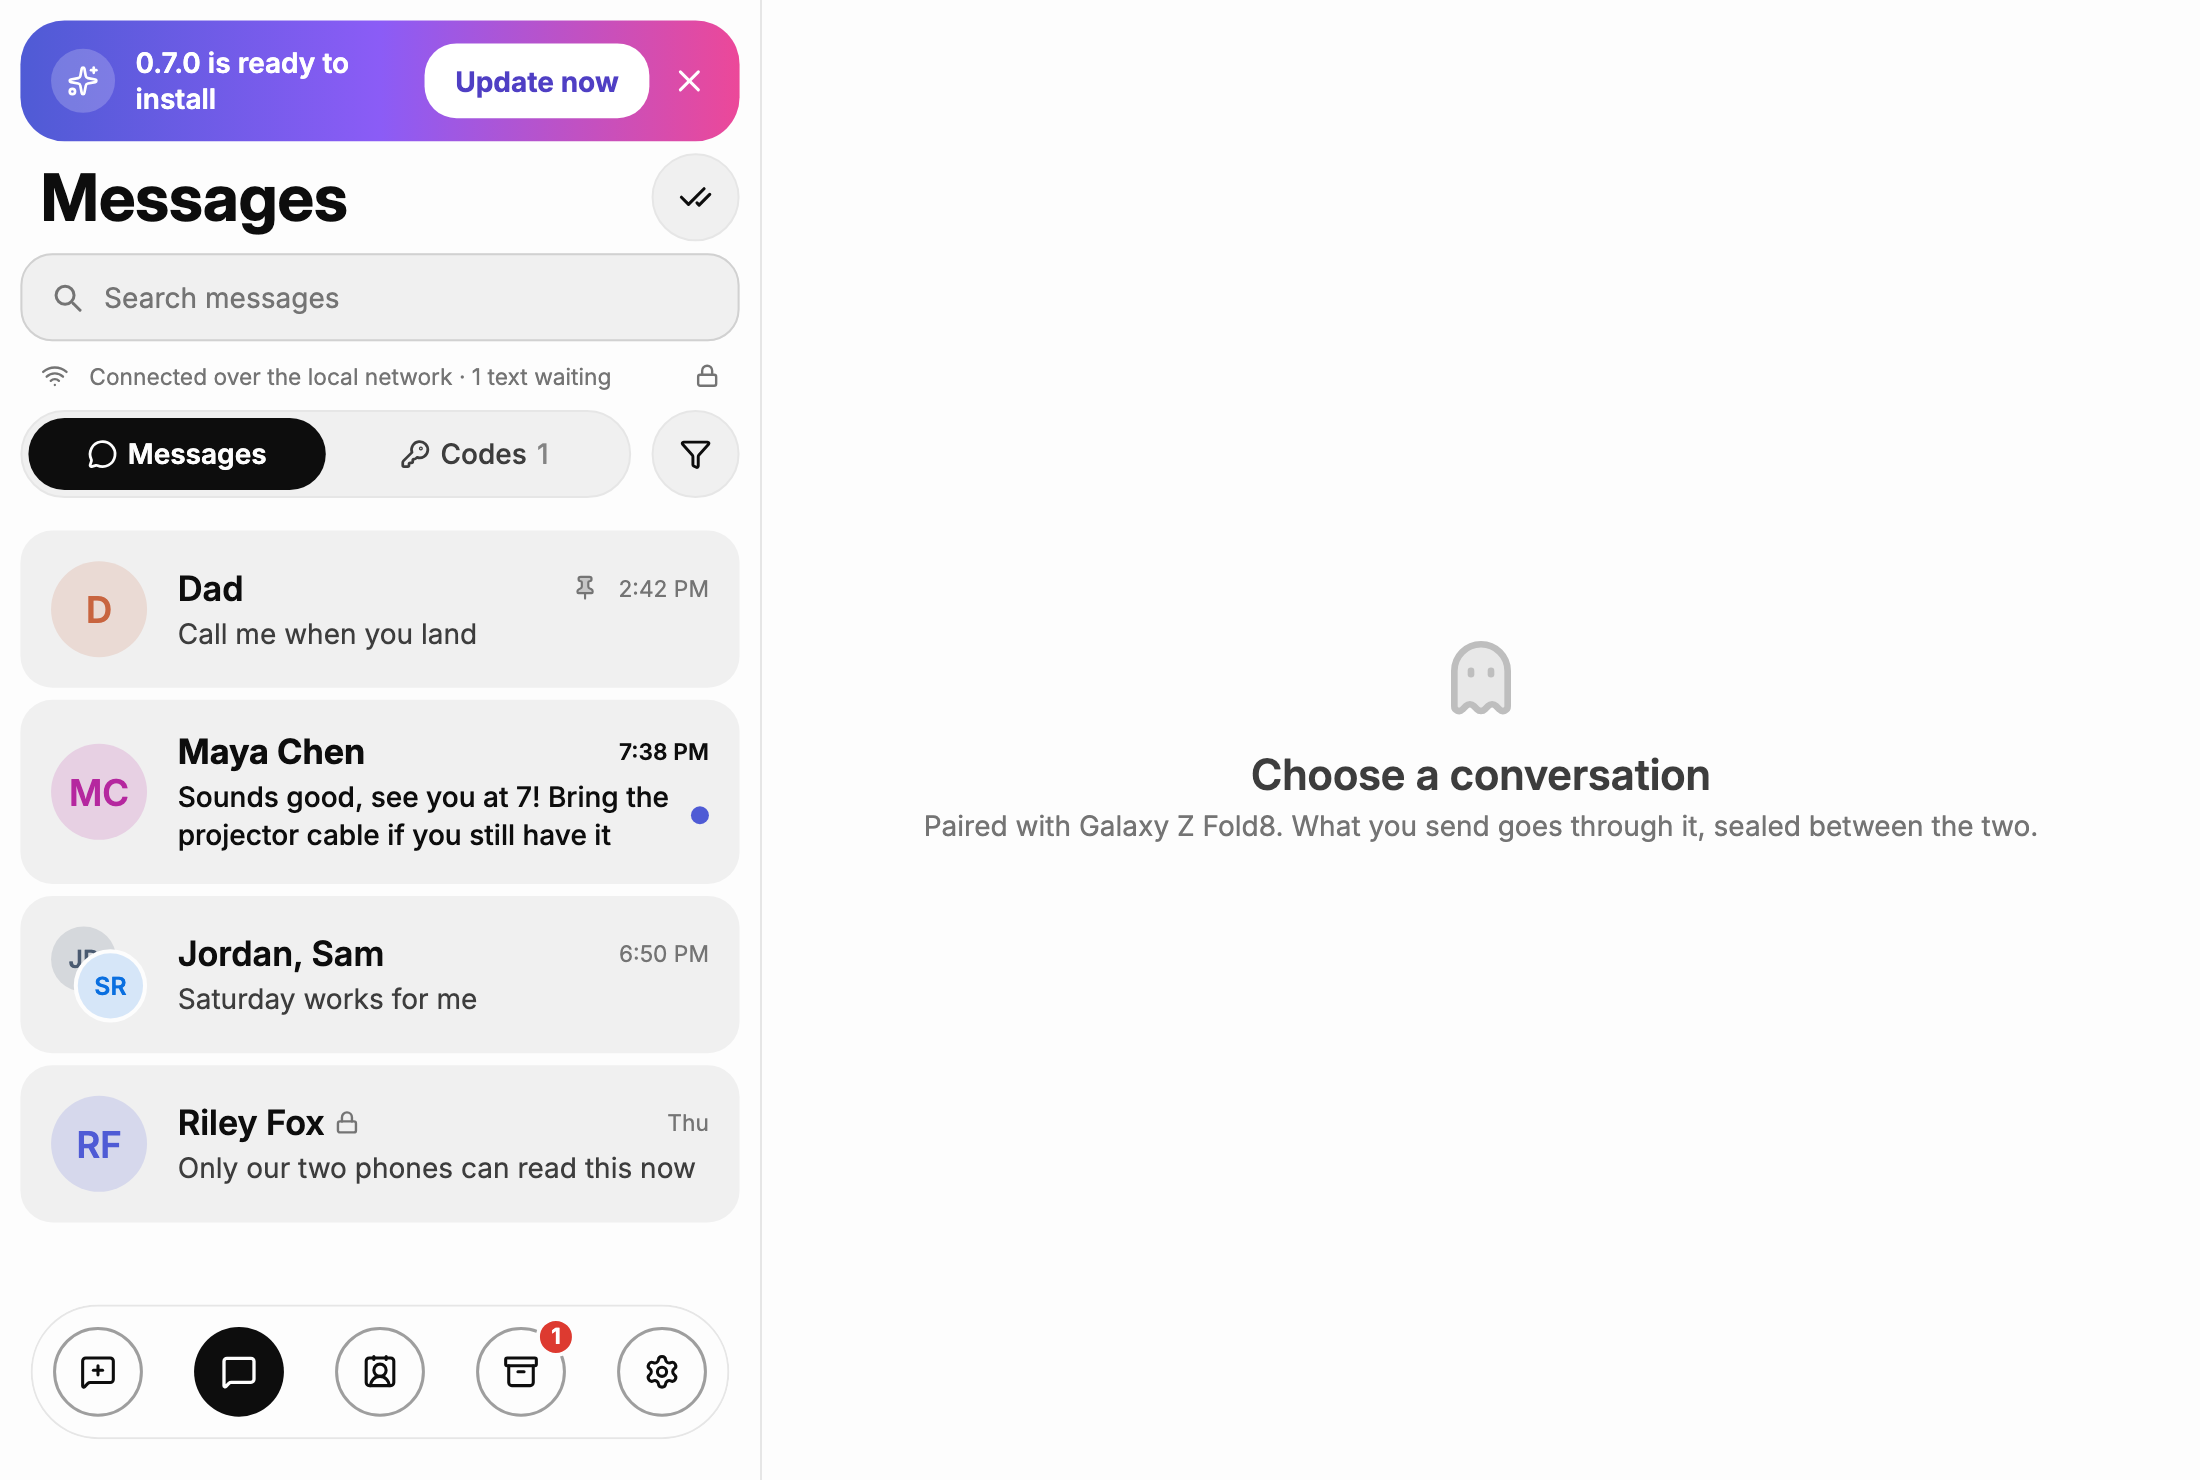 0.7.0 is ready to
install
Update now
Messages
Search messages
Connected over the local network · 1 text waiting
Messages
Codes 1
Dad
2:42 PM
Call me when you land
D
Maya Chen
7:38 PM
MC
Sounds good, see you at 7! Bring the
projector cable if you still have it
Jordan, Sam
6:50 PM
SR
Saturday works for me
Riley Fox
Thu
RF
Only our two phones can read this now
1
Choose a conversation
Paired with Galaxy Z Fold8. What you send goes through it, sealed between the two.